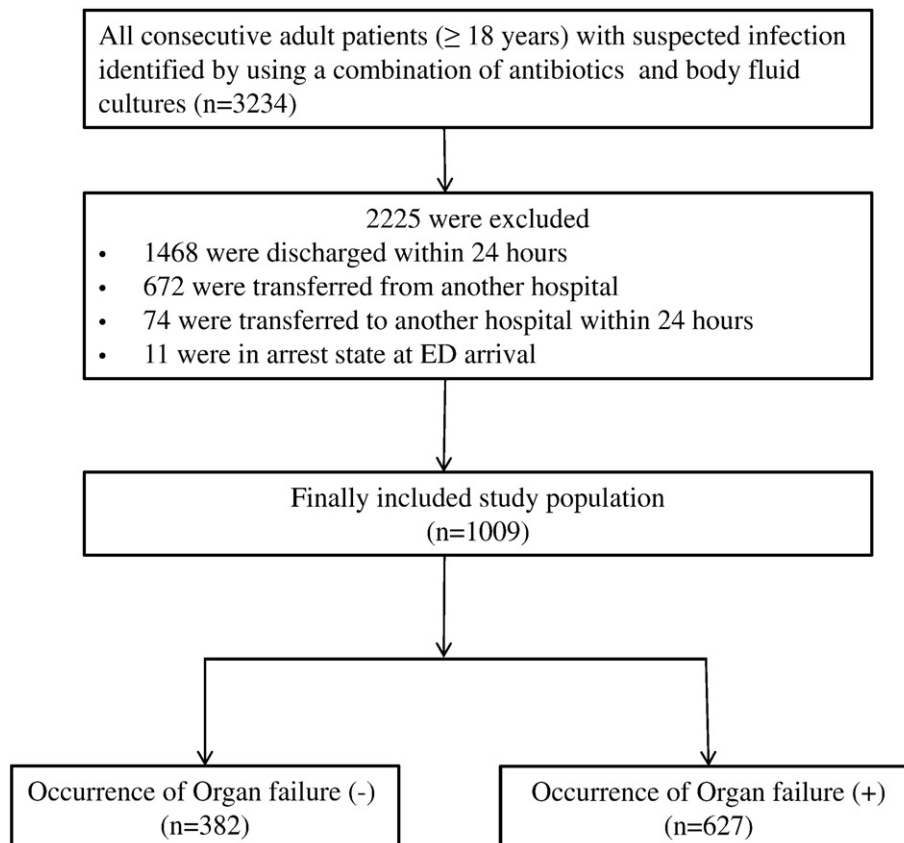 All consecutive adult patients (≥ 18 years) with suspected infection
identified by using a combination of antibiotics and body fluid
cultures (n=3234)
2225 were excluded
• 1468 were discharged within 24 hours
• 672 were transferred from another hospital
• 74 were transferred to another hospital within 24 hours
• 11 were in arrest state at ED arrival
Finally included study population
(n=1009)
Occurrence of Organ failure (-)
(n=382)
Occurrence of Organ failure (+)
(n=627)